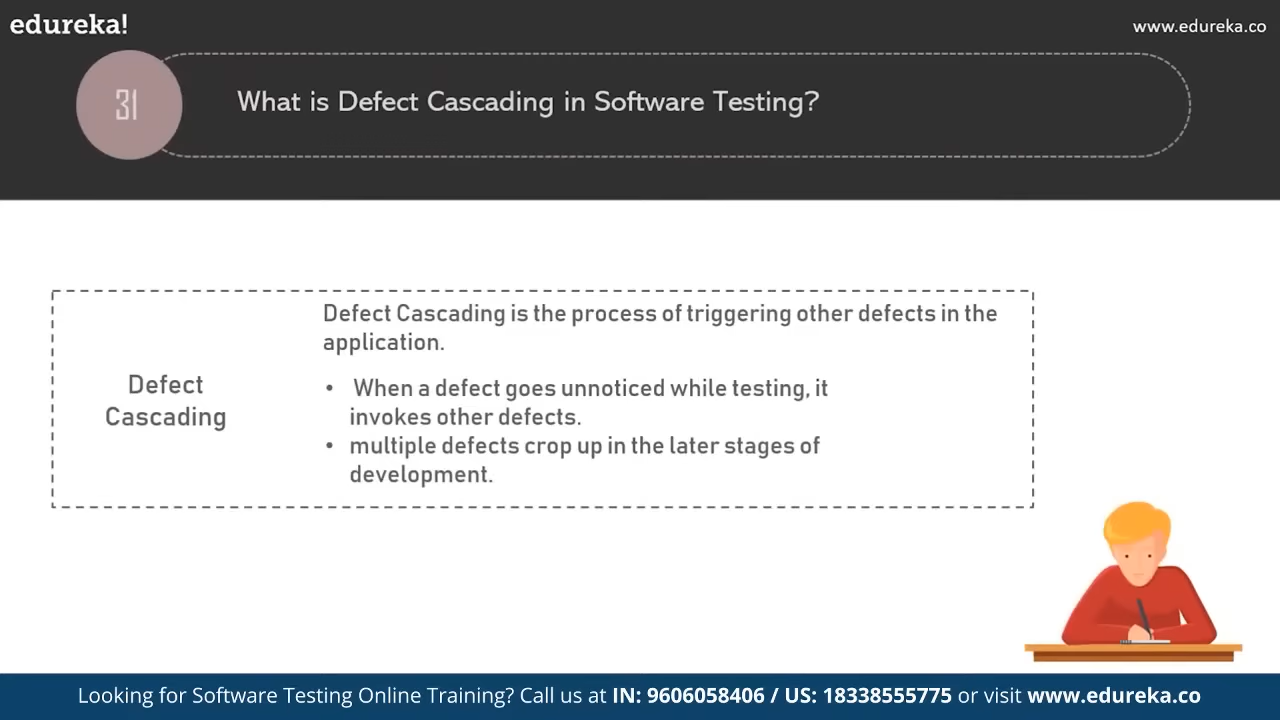 edureka!
www.edureka.co
31
What is Defect Cascading in Software Testing?
Defect Cascading is the process of triggering other defects in the
application.
Defect
Cascading
• When a defect goes unnoticed while testing, it
invokes other defects.
• multiple defects crop up in the later stages of
development.
Looking for Software Testing Online Training? Call us at IN: 9606058406 / US: 18338555775 or visit www.edureka.co